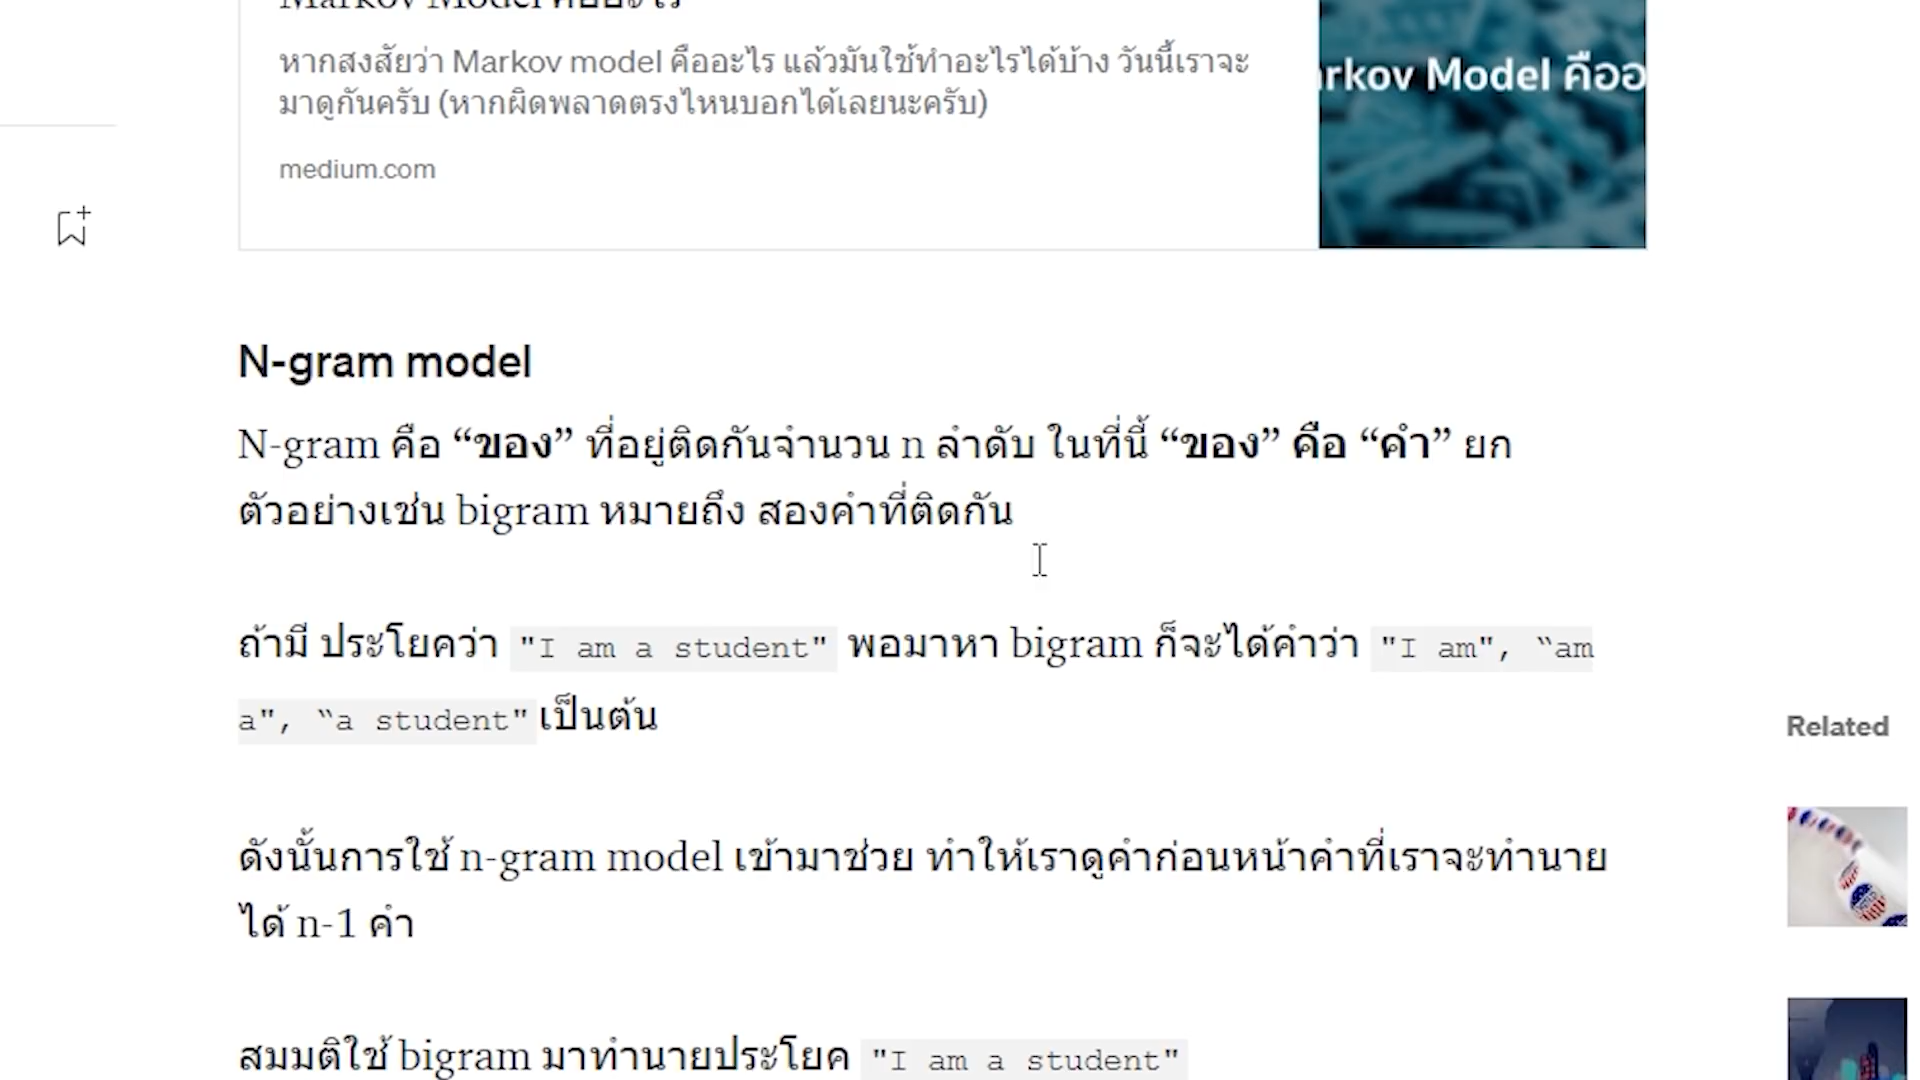 Markov Model คืออะไร
หากสงสัยว่า Markov model คืออะไร แล้วมันใช้ทำอะไรได้บ้าง วันนี้เราจะ
มาดูกันครับ (หากผิดพลาดตรงไหนบอกได้เลยนะครับ)
medium.com
rkov Model คืออ
N-gram model
N-gram คือ “ของ” ที่อยู่ติดกันจำนวน n ลำดับ ในที่นี้ “ของ” คือ “คำ” ยก
ตัวอย่างเช่น bigram หมายถึง สองคำที่ติดกัน
ถ้ามี ประโยคว่า "I am a student" พอมาหา bigram ก็จะได้คำว่า "I am", “am
a", “a student" เป็นต้น
Related
ดังนั้นการใช้ n-gram model เข้ามาช่วย ทำให้เราดูคำก่อนหน้าคำที่เราจะทำนาย
ได้ n-1 คำ
สมมติใช้ bigram มาทำนายประโยค "I am a student"